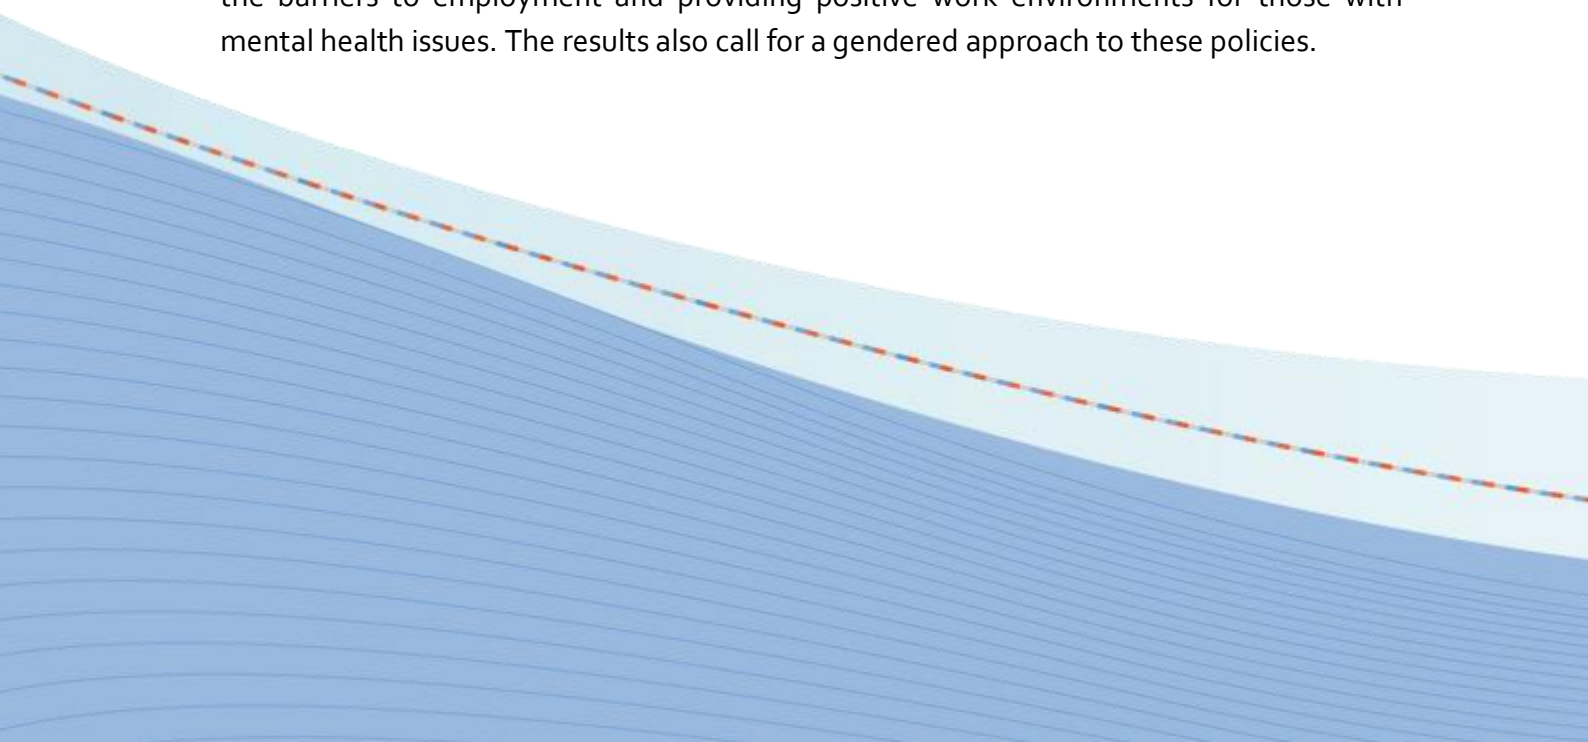 the barriers to employment and providing positive work environments for those with
mental health issues. The results also call for a gendered approach to these policies.